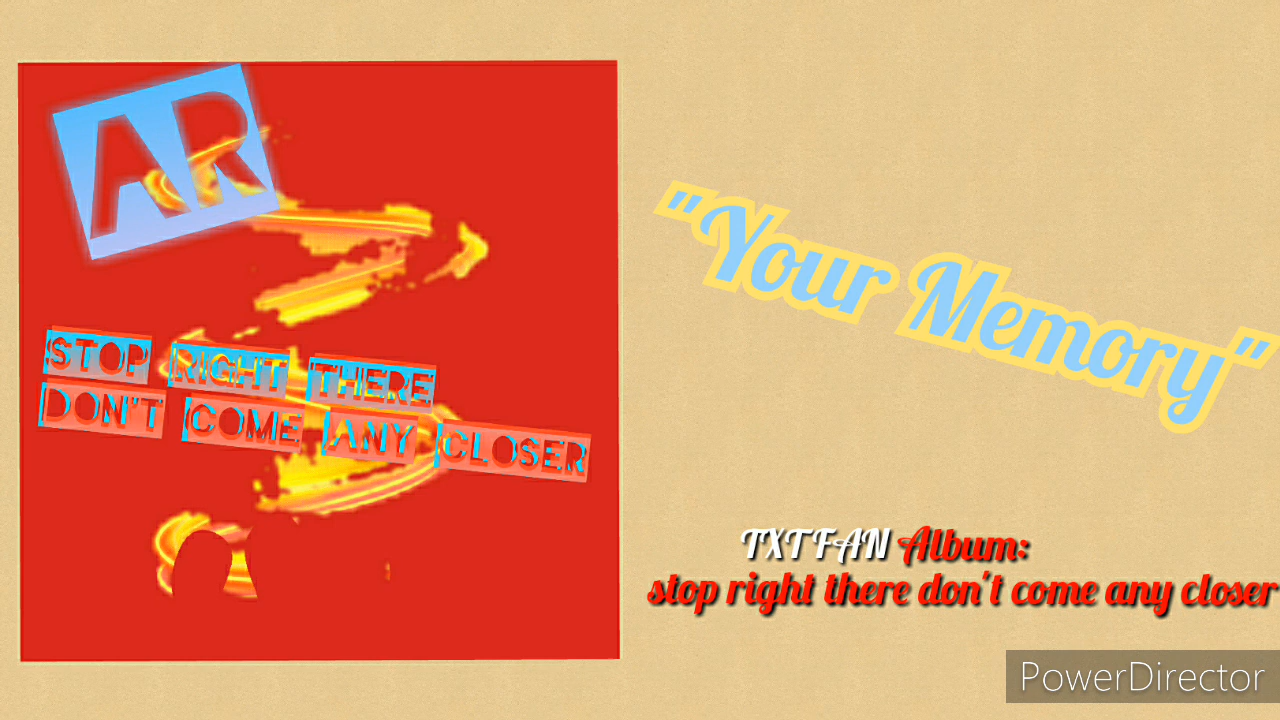 AR
STOP RIGHT THERE
DON'T COME ANY CLOSER
"Your Memory"
TXTFAN Album:
stop right there don't come any closer
PowerDirector